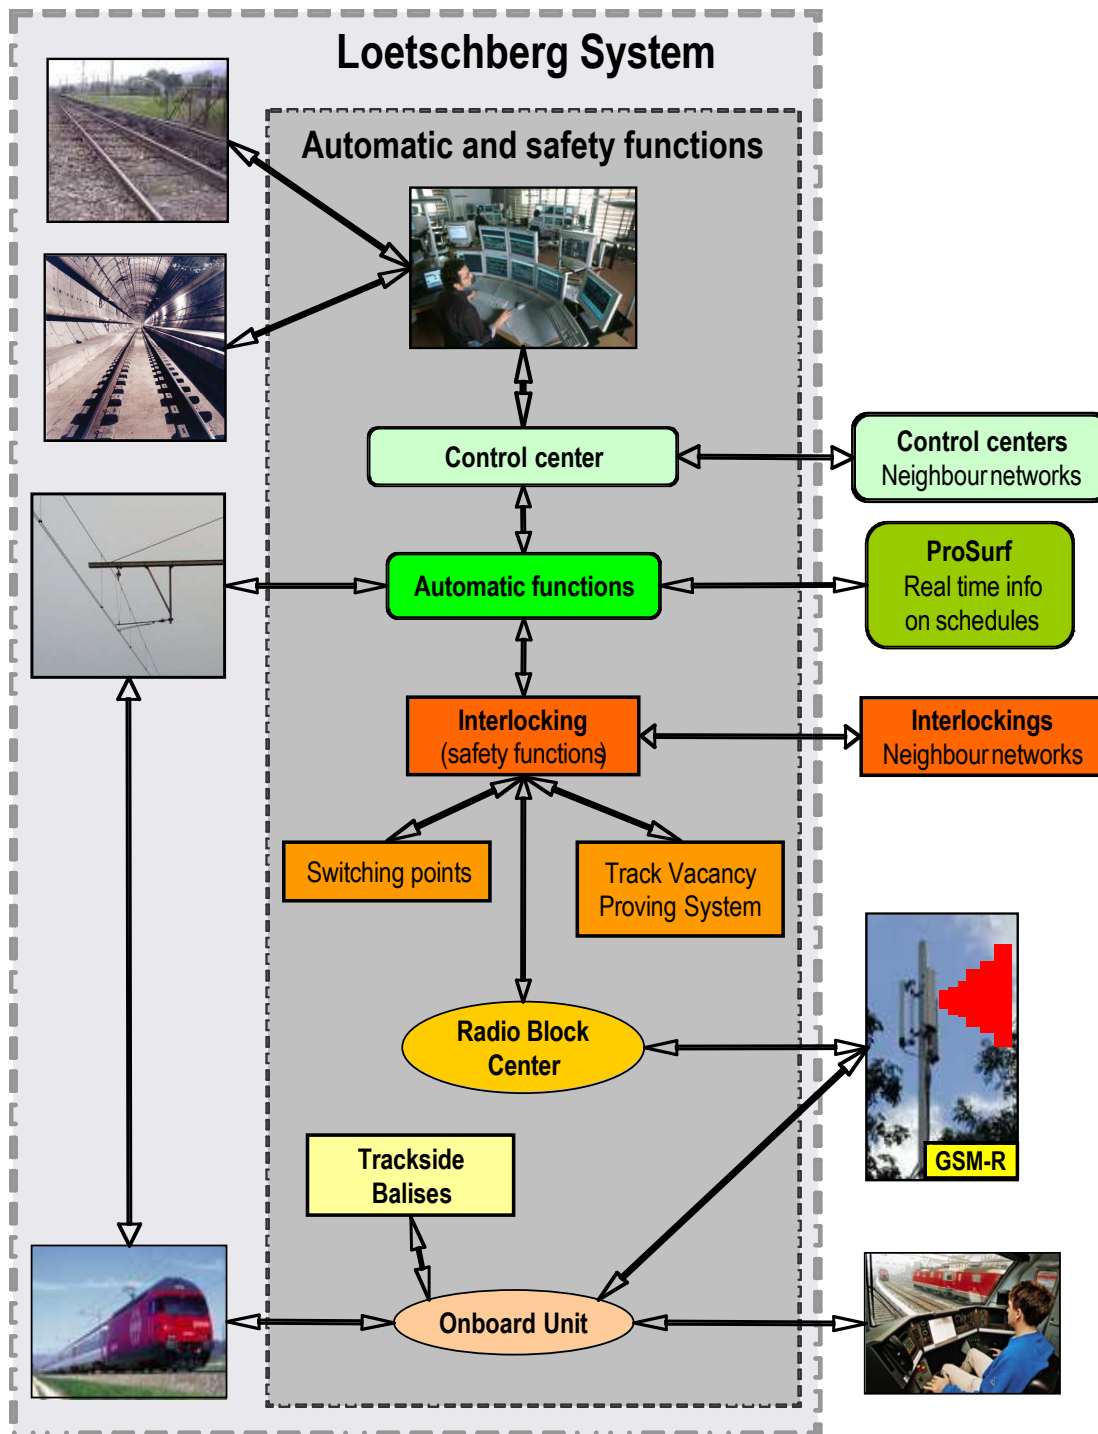 Loetschberg System
Automatic and safety functions
Control center
Control centers
Neighbour networks
Automatic functions
ProSurf
Real time info
on schedules
Interlocking
(safety functions)
Interlockings
Neighbour networks
Switching points
Track Vacancy
Proving System
Radio Block
Center
GSM-R
Trackside
Balises
Onboard Unit